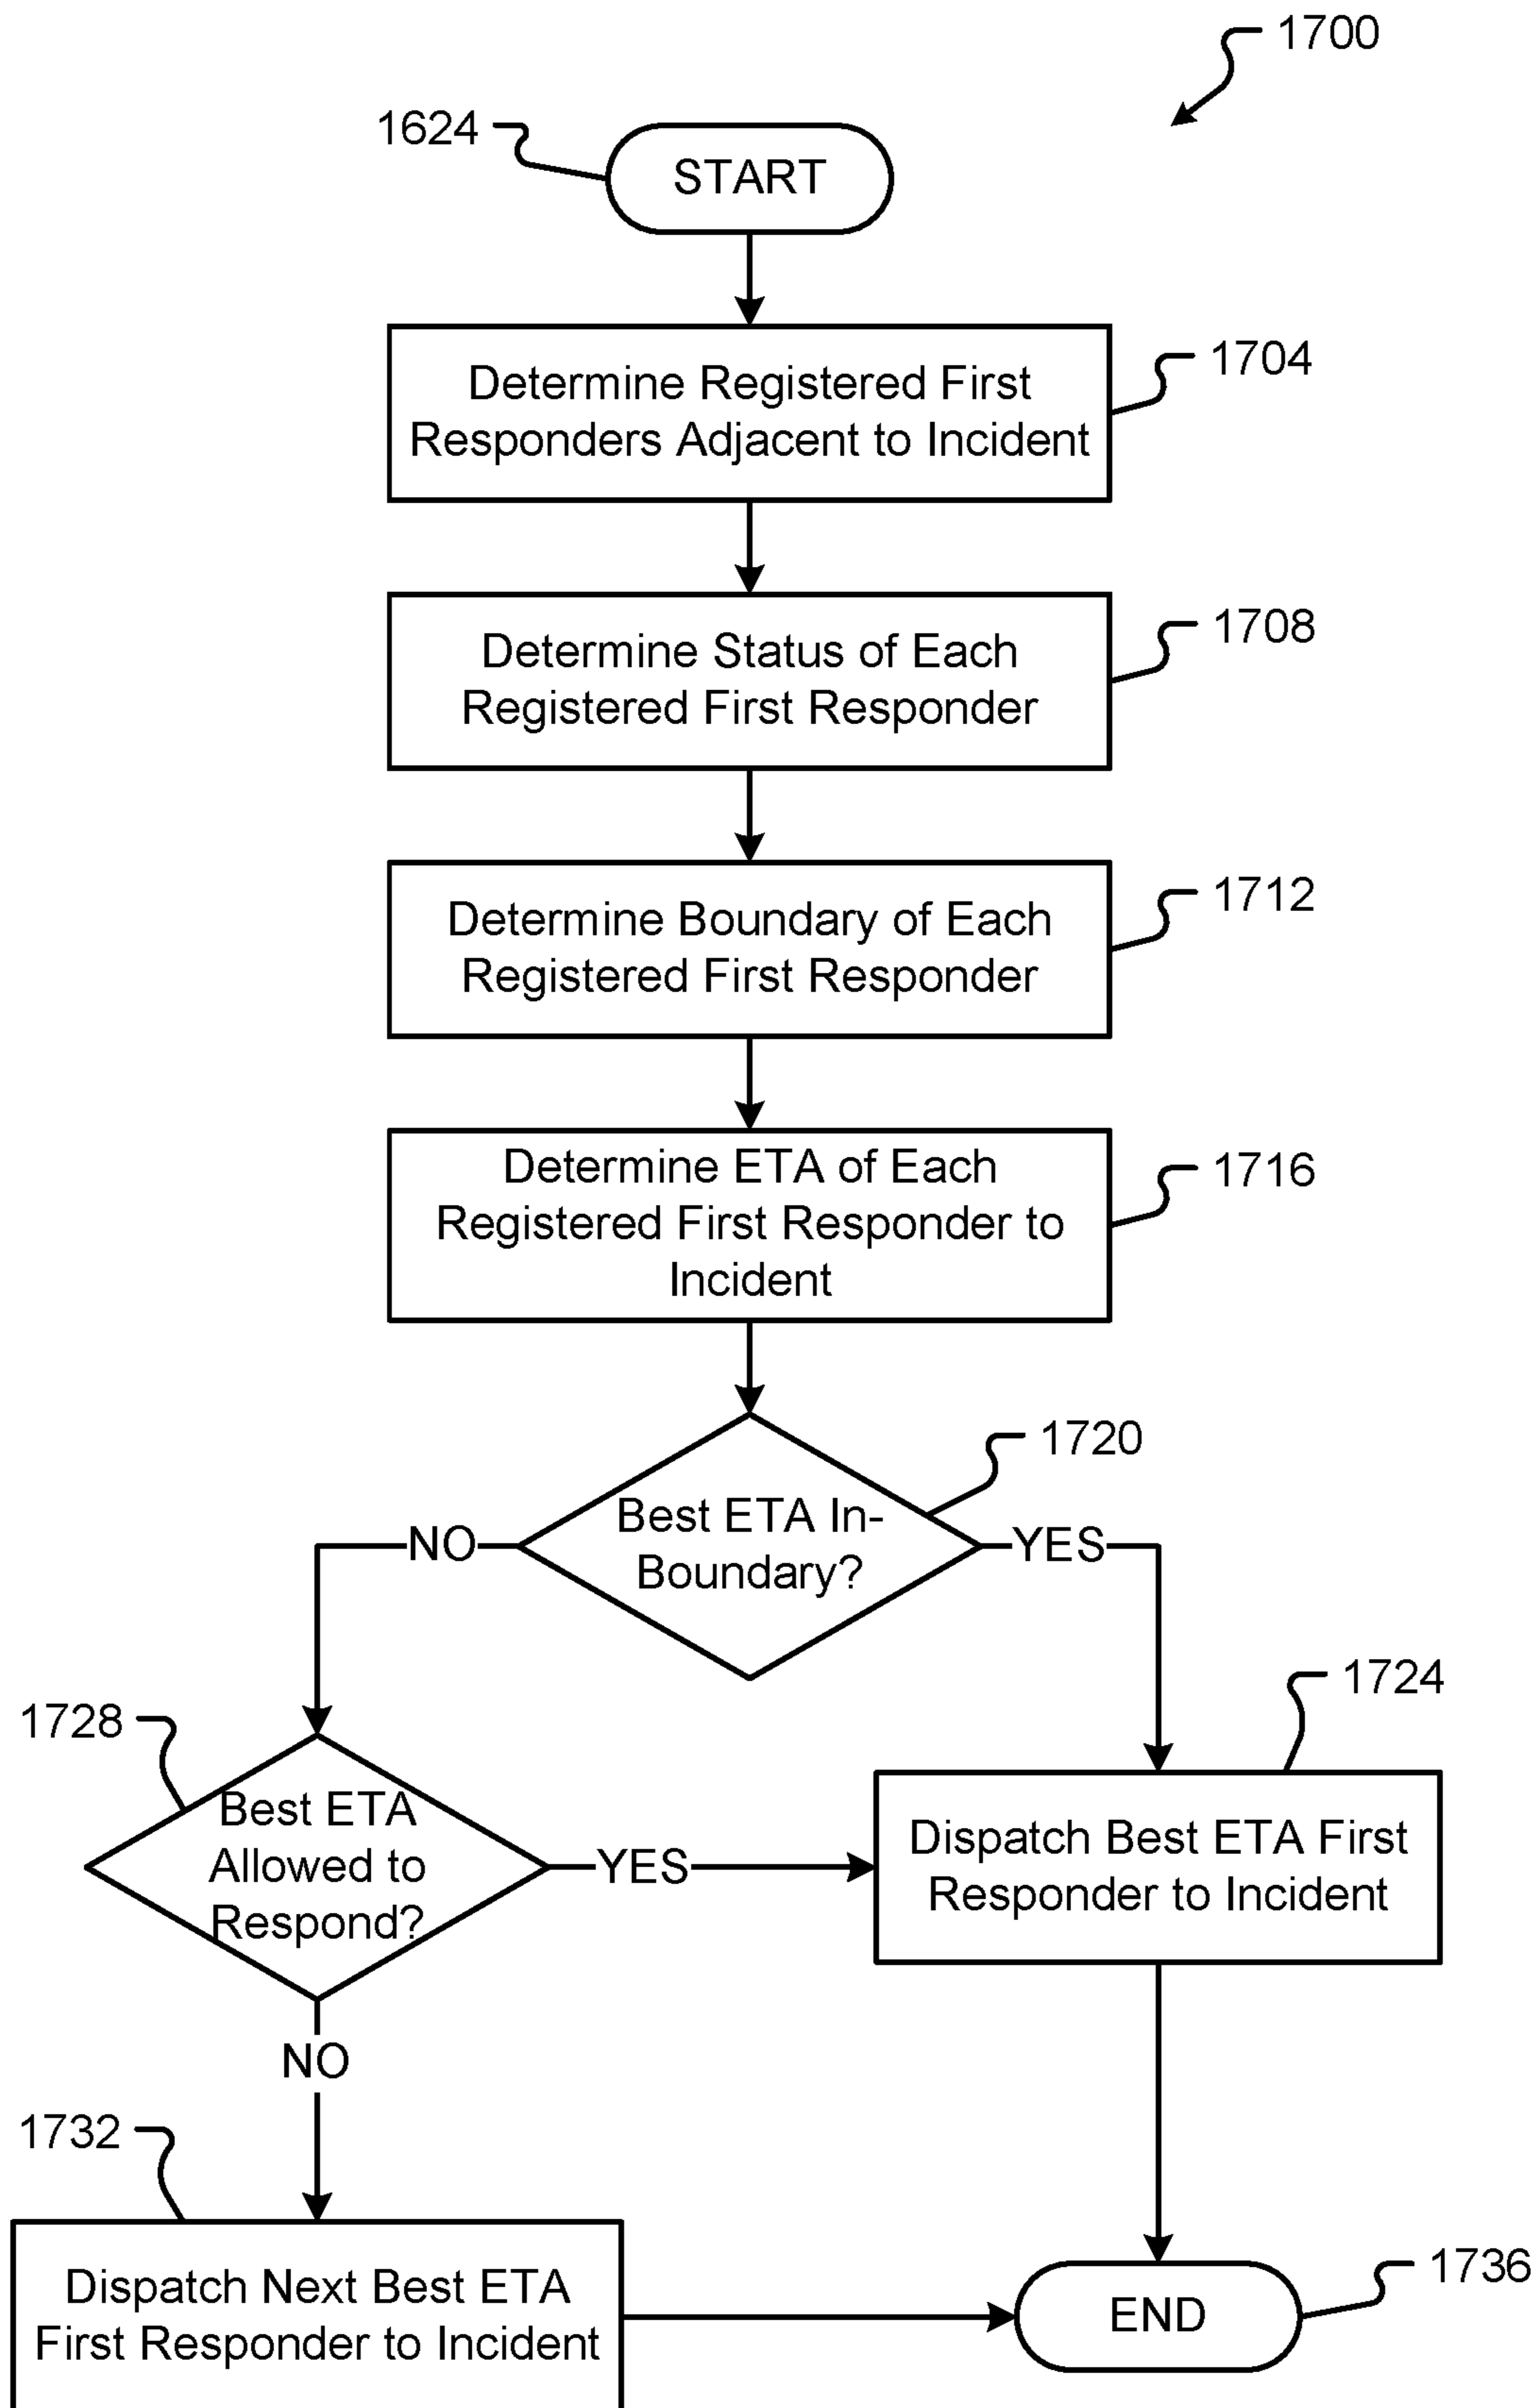 1700
1624
START
1704
Determine Registered First
Responders Adjacent to Incident
1708
Determine Status of Each
Registered First Responder
1712
Determine Boundary of Each
Registered First Responder
1716
Determine ETA of Each
Registered First Responder to
Incident
1720
Best ETA In-
Boundary?
NO
YES
1724
1728
Best ETA
Allowed to
Respond?
YES
Dispatch Best ETA First
Responder to Incident
NO
1732
Dispatch Next Best ETA
First Responder to Incident
1736
END